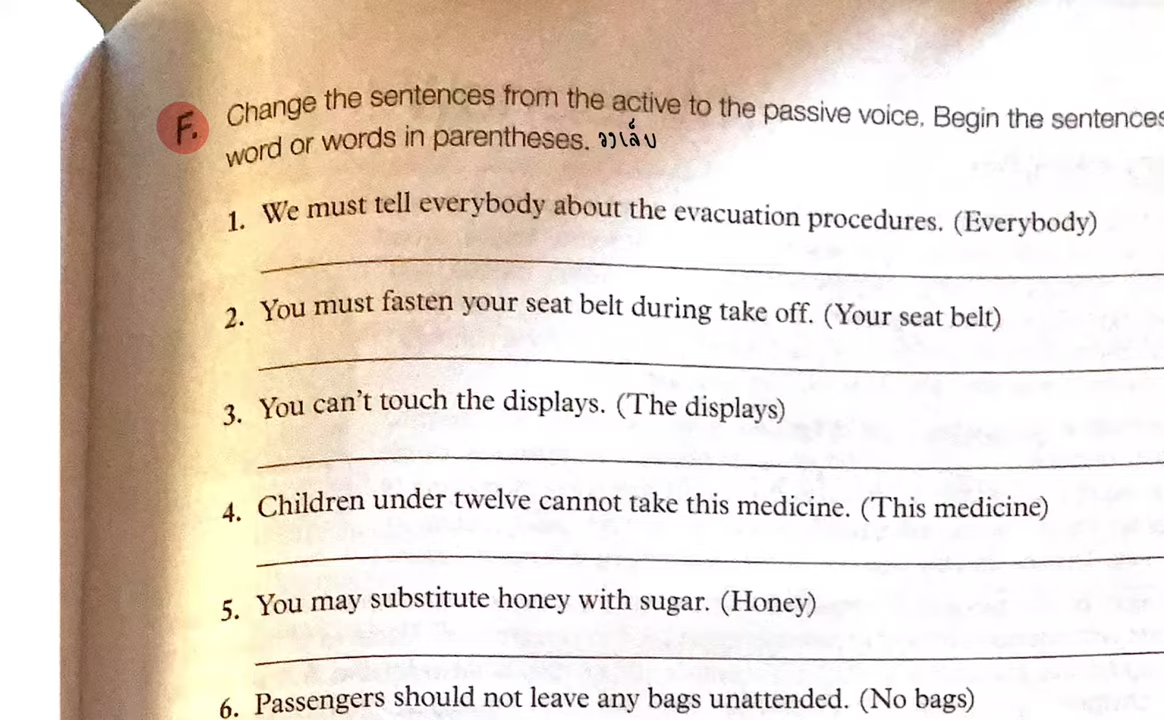 F. Change the sentences from the active to the passive voice. Begin the sentences
word or words in parentheses. วงเล็บ
1. We must tell everybody about the evacuation procedures. (Everybody)
2. You must fasten your seat belt during take off. (Your seat belt)
3. You can't touch the displays. (The displays)
4. Children under twelve cannot take this medicine. (This medicine)
5. You may substitute honey with sugar. (Honey)
6. Passengers should not leave any bags unattended. (No bags)